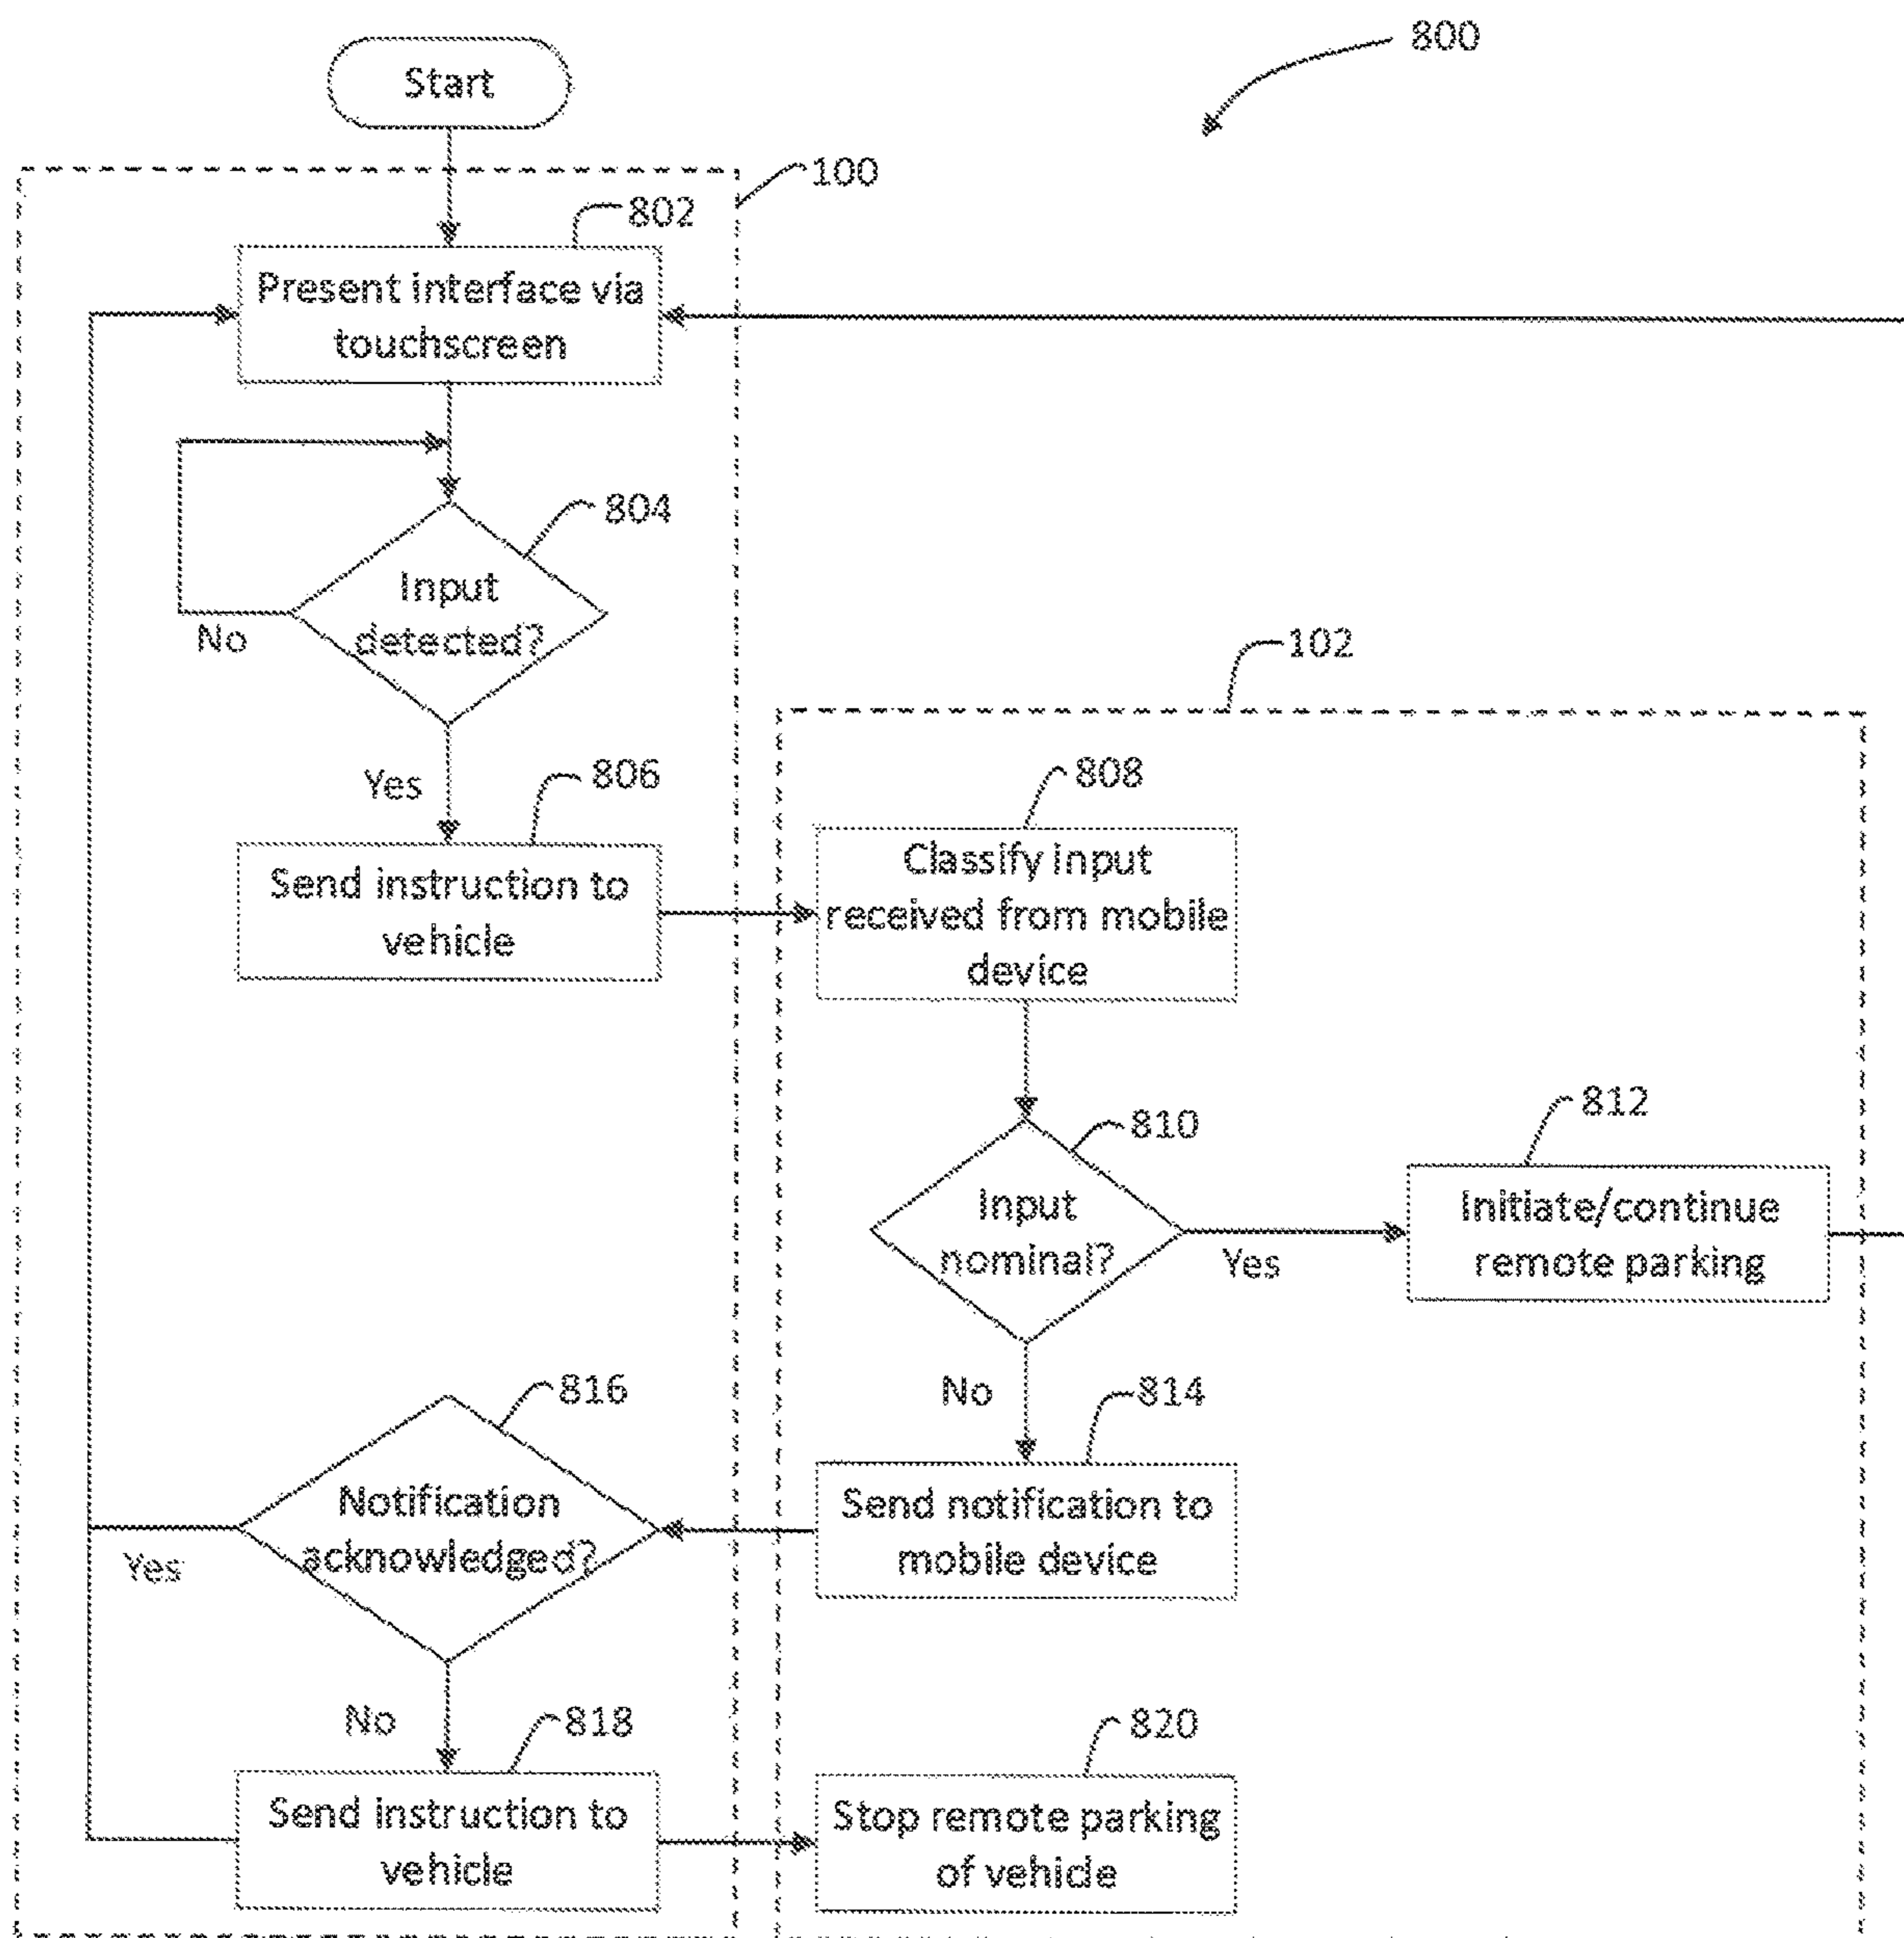 800
Start
100
802
Present interface via
touchscreen
804
Input
detected?
No
Yes
806
Send instruction to
vehicle
102
808
Classify input
received from mobile
device
810
Input
nominal?
Yes
812
Initiate/continue
remote parking
No
814
Send notification to
mobile device
816
Notification
acknowledged?
Yes
No
818
Send instruction to
vehicle
820
Stop remote parking
of vehicle